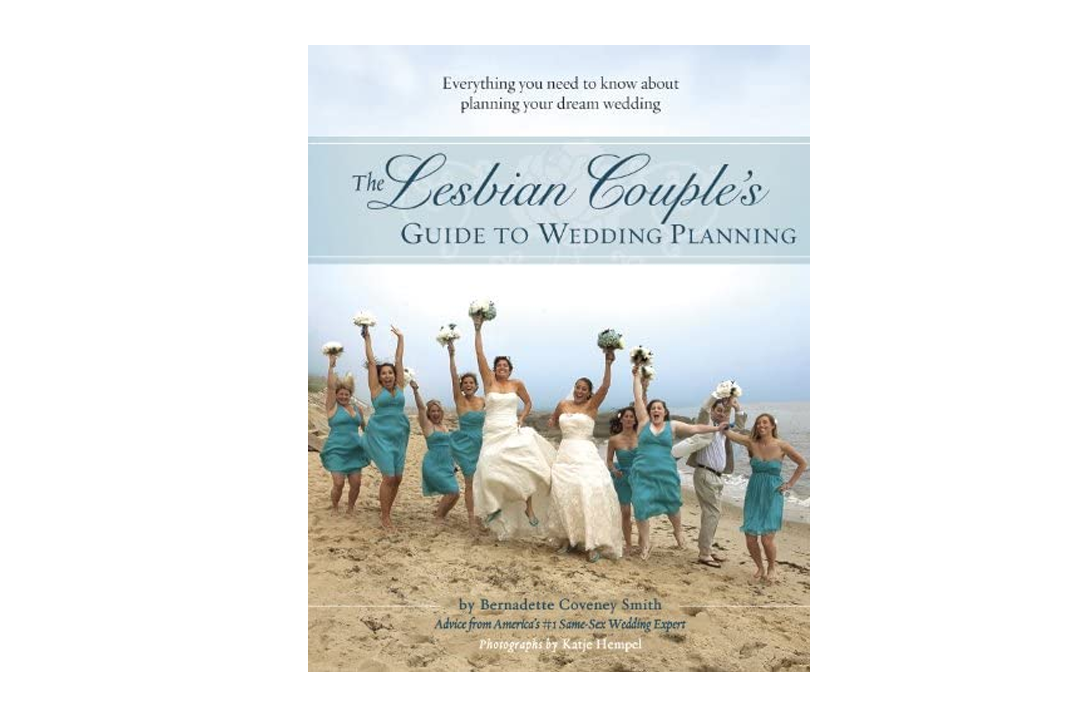 Everything you need to know about
planning your dream wedding
The Lesbian Couple's
GUIDE TO WEDDING PLANNING
by Bernadette Coveney Smith
Advice from America's #1 Same-Sex Wedding Expert
Photographs by Katje Hempel